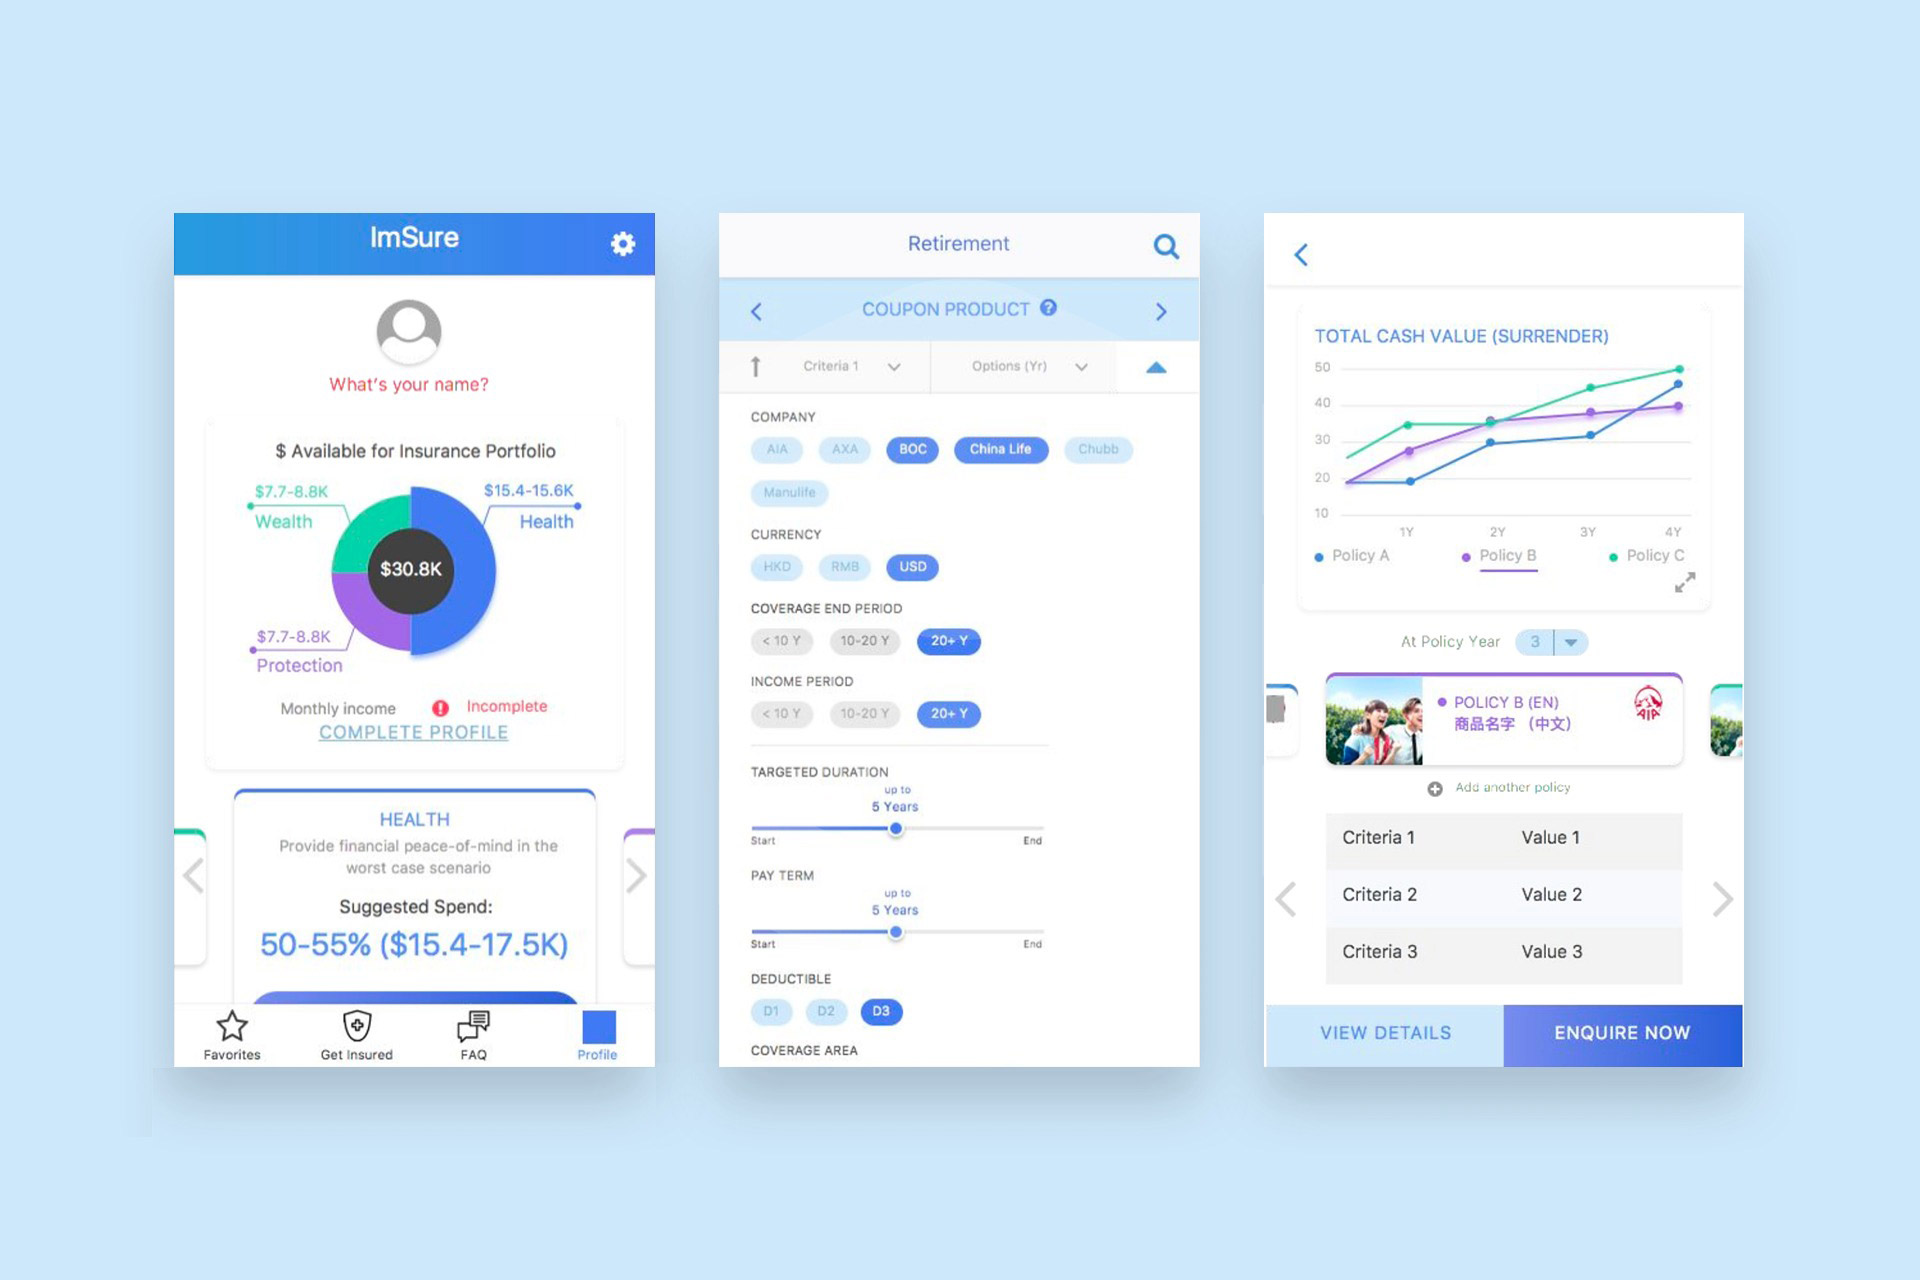 ImSure
What's your name?
$ Available for Insurance Portfolio
$7.7-8.8K
Wealth
$15.4-15.6K
Health
$30.8K
$7.7-8.8K
Protection
Monthly income ! Incomplete
COMPLETE PROFILE
HEALTH
Provide financial peace-of-mind in the
worst case scenario
Suggested Spend:
50-55% ($15.4-17.5K)
Favorites Get Insured FAQ Profile
Retirement
COUPON PRODUCT ?
Criteria 1 Options (Yr)
COMPANY
AIA AXA BOC China Life Chubb
Manulife
CURRENCY
HKD RMB USD
COVERAGE END PERIOD
< 10 Y 10-20 Y 20+ Y
INCOME PERIOD
< 10 Y 10-20 Y 20+ Y
TARGETED DURATION
up to
5 Years
Start End
PAY TERM
up to
5 Years
Start End
DEDUCTIBLE
D1 D2 D3
COVERAGE AREA
TOTAL CASH VALUE (SURRENDER)
50
40
30
20
10
1Y 2Y 3Y 4Y
Policy A Policy B Policy C
At Policy Year 3
POLICY B (EN)
商品名字 （中文）
AIA
Add another policy
Criteria 1 Value 1
Criteria 2 Value 2
Criteria 3 Value 3
VIEW DETAILS ENQUIRE NOW